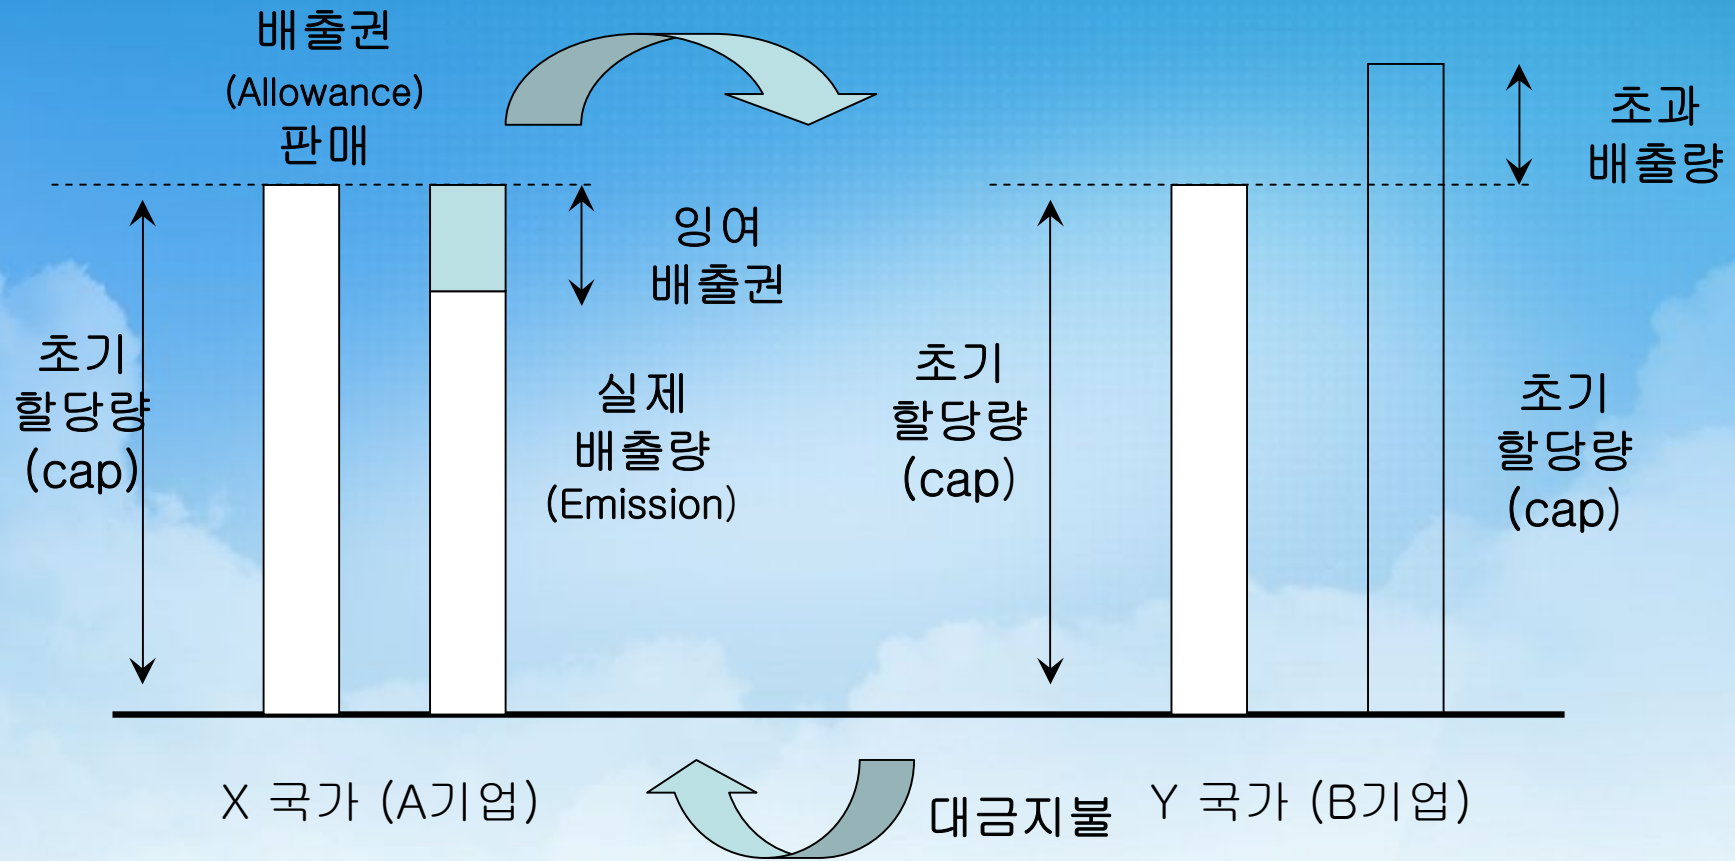 배출권
(Allowance)
판매
초과
배출량
잉여
배출권
초기
할당량
(cap)
실제
배출량
(Emission)
초기
할당량
(cap)
초기
할당량
(cap)
X 국가 (A기업)
대금지불
Y 국가 (B기업)